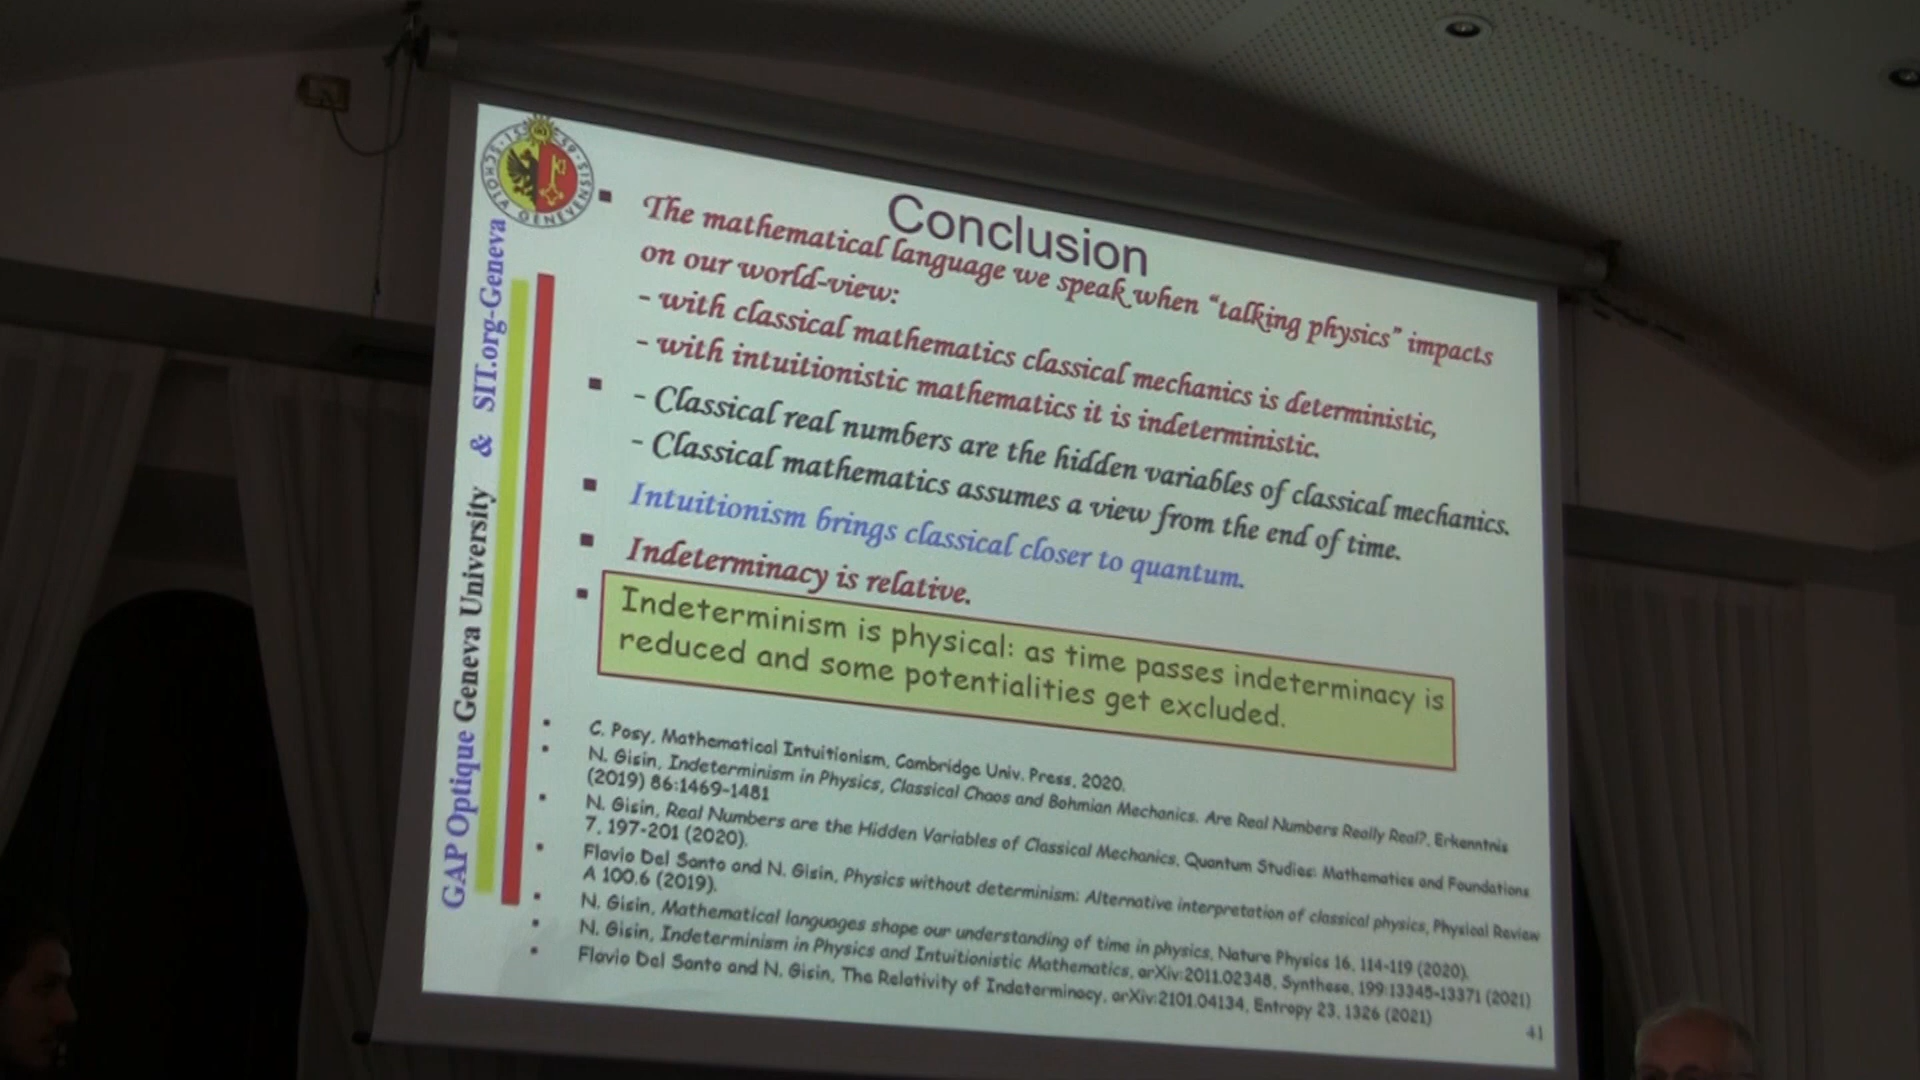 SCHOLA GENEVENSIS 1559
GAP Optique Geneva University & SIT.org-Geneva
Conclusion
▪ The mathematical language we speak when “talking physics” impacts
on our world-view:
- with classical mathematics classical mechanics is deterministic,
- with intuitionistic mathematics it is indeterministic.
▪ - Classical real numbers are the hidden variables of classical mechanics.
- Classical mathematics assumes a view from the end of time.
▪ Intuitionism brings classical closer to quantum.
▪ Indeterminacy is relative.
▪ Indeterminism is physical: as time passes indeterminacy is
reduced and some potentialities get excluded.
▪ C. Posy, Mathematical Intuitionism, Cambridge Univ. Press, 2020.
▪ N. Gisin, Indeterminism in Physics, Classical Chaos and Bohmian Mechanics. Are Real Numbers Really Real?, Erkenntnis
(2019) 86:1469-1481
▪ N. Gisin, Real Numbers are the Hidden Variables of Classical Mechanics, Quantum Studies: Mathematics and Foundations
7, 197-201 (2020).
▪ Flavio Del Santo and N. Gisin, Physics without determinism: Alternative interpretation of classical physics, Physical Review
A 100.6 (2019).
▪ N. Gisin, Mathematical languages shape our understanding of time in physics, Nature Physics 16, 114-119 (2020).
▪ N. Gisin, Indeterminism in Physics and Intuitionistic Mathematics, arXiv:2011.02348, Synthese, 199:13345-13371 (2021)
▪ Flavio Del Santo and N. Gisin, The Relativity of Indeterminacy, arXiv:2101.04134, Entropy 23, 1326 (2021)
41